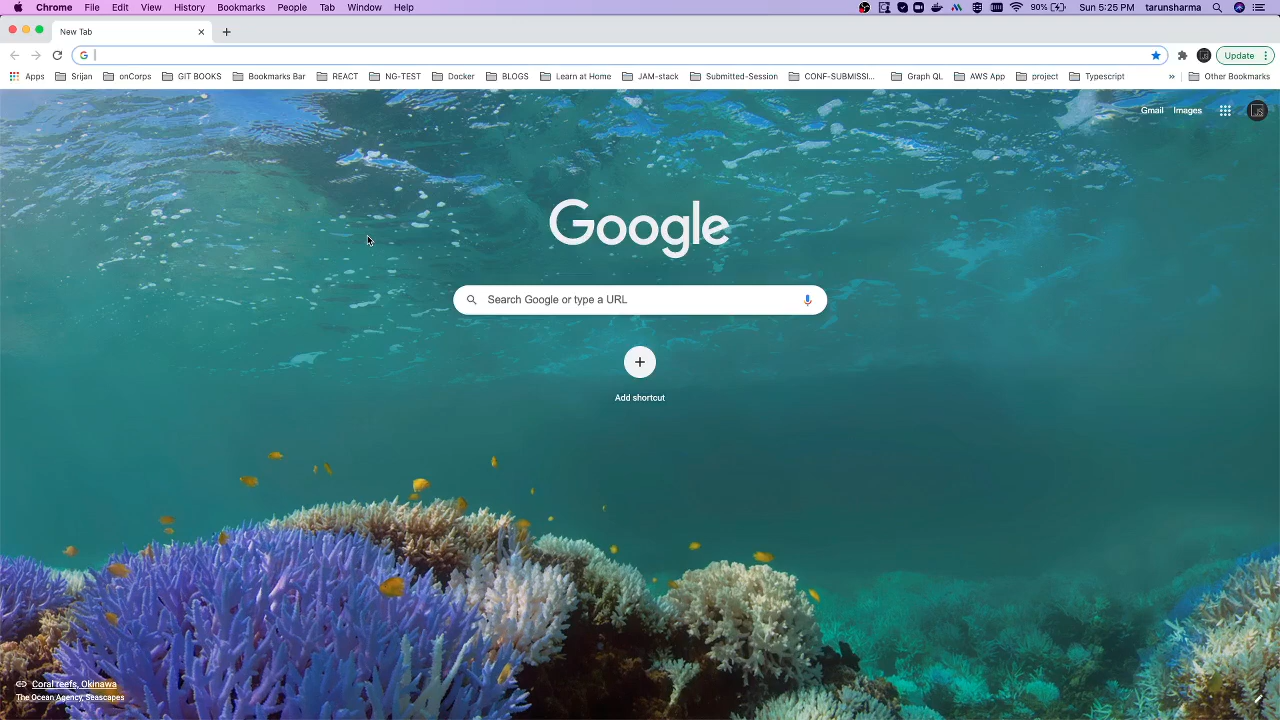 Chrome File Edit View History Bookmarks People Tab Window Help 90% Sun 5:25 PM tarunsharma
New Tab
G Update
Apps Srijan onCorps GIT BOOKS Bookmarks Bar REACT NG-TEST Docker BLOGS Learn at Home JAM-stack Submitted-Session CONF-SUBMISSI... Graph QL AWS App project Typescript » Other Bookmarks
Gmail Images
Google
Search Google or type a URL
Add shortcut
Coral reefs, Okinawa
The Ocean Agency, Seascapes